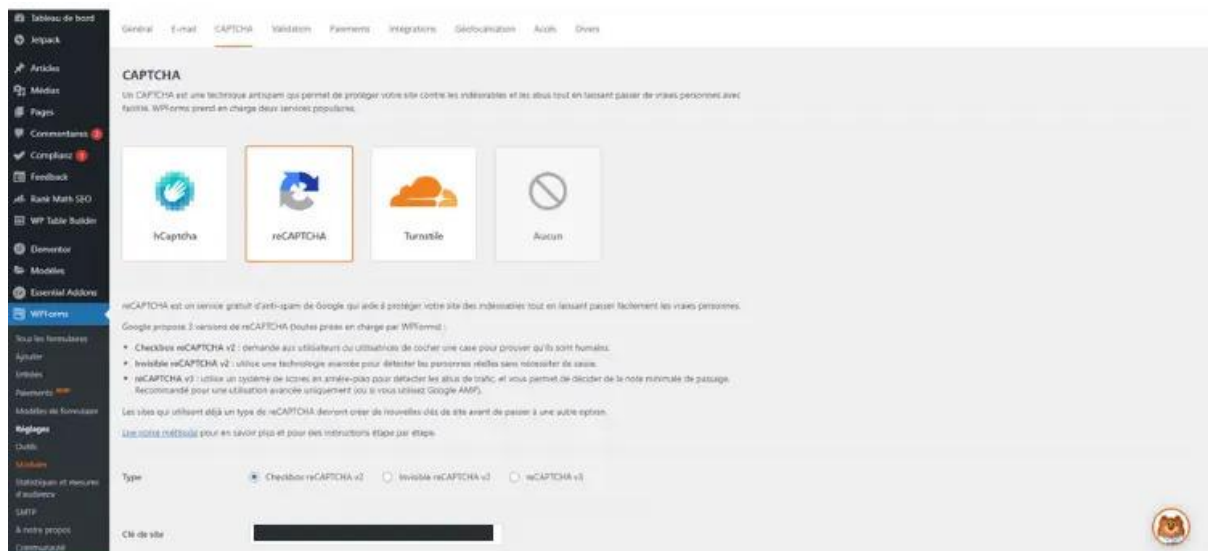 Tableau de bord
Jetpack
Articles
Médias
Pages
Commentaires 2
Complianz 1
Feedback
Rank Math SEO
WP Table Builder
Elementor
Modèles
Essential Addons
WPForms
Tous les formulaires
Ajouter
Entrées
Paiements
Modèles de formulaire
Réglages
Outils
Modules
Statistiques et mesures
d'audience
SMTP
À notre propos
Communauté
Général E-mail CAPTCHA Validation Paiements Intégrations Géolocalisation Accès Divers
CAPTCHA
Un CAPTCHA est une technique antispam qui permet de protéger votre site contre les indésirables et les abus tout en laissant passer de vraies personnes avec
facilité. WPForms prend en charge deux services populaires.
hCaptcha
reCAPTCHA
Turnstile
Aucun
reCAPTCHA est un service gratuit d'anti-spam de Google qui aide à protéger votre site des indésirables tout en laissant passer facilement les vraies personnes.
Google propose 3 versions de reCAPTCHA (toutes prises en charge par WPForms) :
• Checkbox reCAPTCHA v2 : demande aux utilisateurs ou utilisatrices de cocher une case pour prouver qu'ils sont humains.
• Invisible reCAPTCHA v2 : utilise une technologie avancée pour détecter les personnes réelles sans nécessiter de saisie.
• reCAPTCHA v3 : utilise un système de scores en arrière-plan pour détecter les abus de trafic, et vous permet de décider de la note minimale de passage.
Recommandé pour une utilisation avancée uniquement (ou si vous utilisez Google AMP).
Les sites qui utilisent déjà un type de reCAPTCHA devront créer de nouvelles clés de site avant de passer à une autre option.
Lire notre méthode pour en savoir plus et pour des instructions étape par étape.
Type
Checkbox reCAPTCHA v2 Invisible reCAPTCHA v2 reCAPTCHA v3
Clé de site